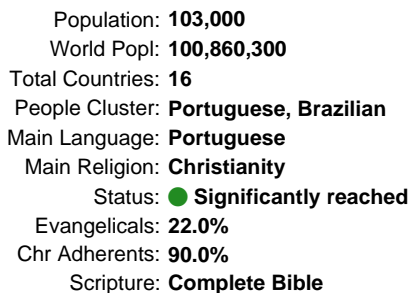 Population: 103,000
World Popl: 100,860,300
Total Countries: 16
People Cluster: Portuguese, Brazilian
Main Language: Portuguese
Main Religion: Christianity
Status: Significantly reached
Evangelicals: 22.0%
Chr Adherents: 90.0%
Scripture: Complete Bible